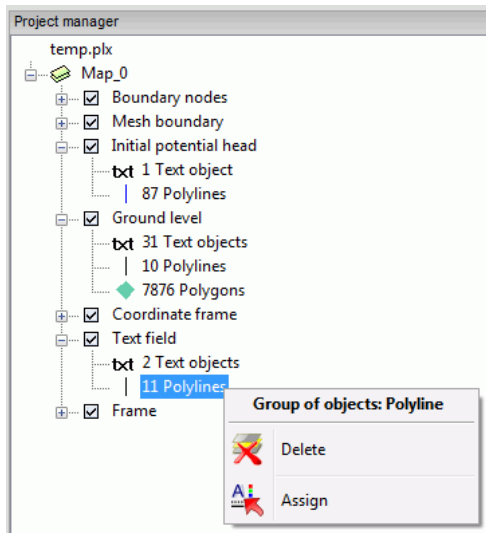 Project manager
temp.plx
Map_0
Boundary nodes
Mesh boundary
Initial potential head
txt 1 Text object
87 Polylines
Ground level
txt 31 Text objects
10 Polylines
7876 Polygons
Coordinate frame
Text field
txt 2 Text objects
11 Polylines
Frame
Group of objects: Polyline
Delete
A Assign